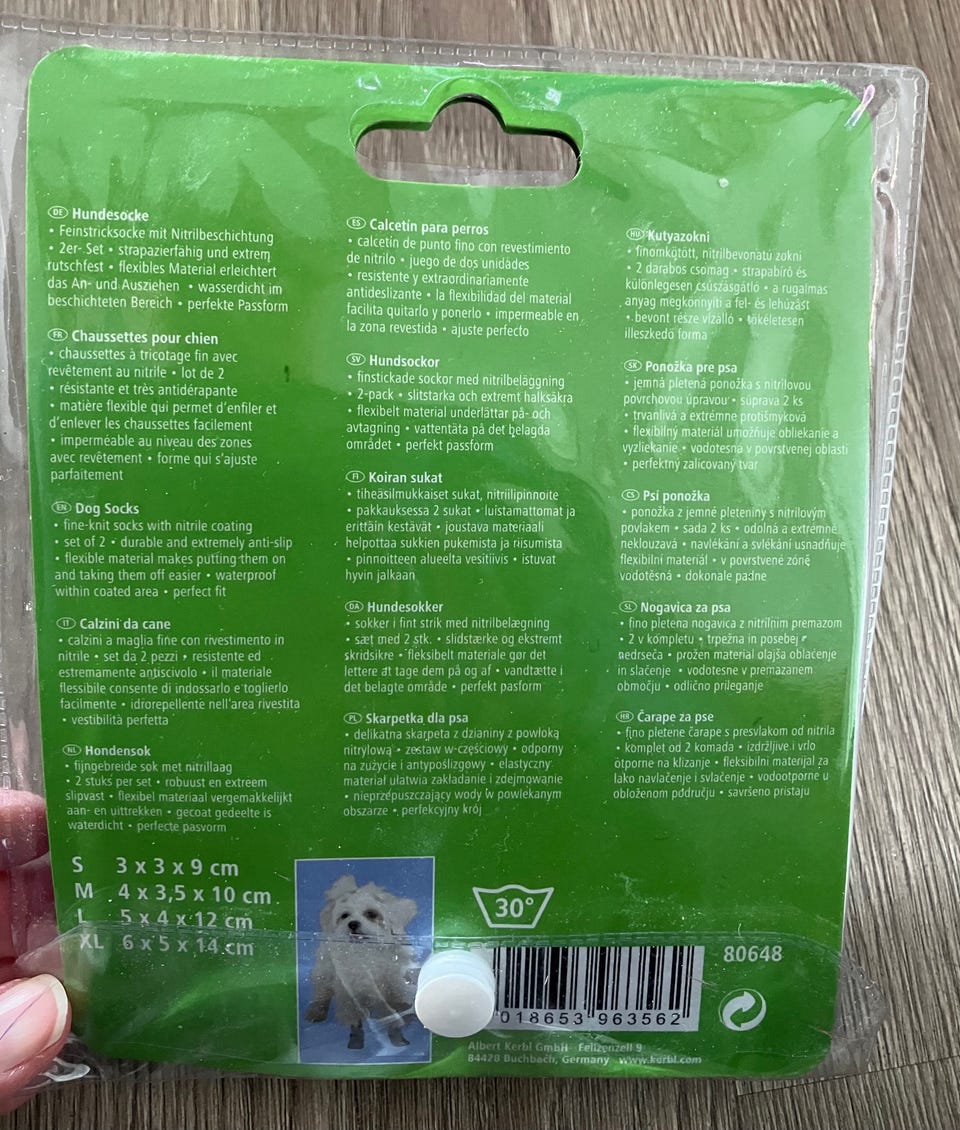 DE Hundesocke
• Feinstricksocke mit Nitrilbeschichtung
• 2er- Set • strapazierfähig und extrem
rutschfest • flexibles Material erleichtert
das An- und Ausziehen • wasserdicht im
beschichteten Bereich • perfekte Passform
FR Chaussettes pour chien
• chaussettes à tricotage fin avec
revêtement au nitrile • lot de 2
• résistante et très antidérapante
• matière flexible qui permet d'enfiler et
d'enlever les chaussettes facilement
• imperméable au niveau des zones
avec revêtement • forme qui s'ajuste
parfaitement
EN Dog Socks
• fine-knit socks with nitrile coating
• set of 2 • durable and extremely anti-slip
• flexible material makes putting them on
and taking them off easier • waterproof
within coated area • perfect fit
IT Calzini da cane
• calzini a maglia fine con rivestimento in
nitrile • set da 2 pezzi • resistente ed
estremamente antiscivolo • il materiale
flessibile consente di indossarlo e toglierlo
facilmente • idrorepellente nell'area rivestita
• vestibilità perfetta
NL Hondensok
• fijngebreide sok met nitrillaag
• 2 stuks per set • robuust en extreem
slipvast • flexibel materiaal vergemakkelijkt
aan- en uittrekken • gecoat gedeelte is
waterdicht • perfecte pasvorm
ES Calcetín para perros
• calcetín de punto fino con revestimiento
de nitrilo • juego de dos unidades
• resistente y extraordinariamente
antideslizante • la flexibilidad del material
facilita quitarlo y ponerlo • impermeable en
la zona revestida • ajuste perfecto
SV Hundsockor
• finstickade sockor med nitrilbeläggning
• 2-pack • slitstarka och extremt halksäkra
• flexibelt material underlättar på- och
avtagning • vattentäta på det belagda
området • perfekt passform
FI Koiran sukat
• tiheäsilmukkaiset sukat, nitriilipinnoite
• pakkauksessa 2 sukat • luistamattomat ja
erittäin kestävät • joustava materiaali
helpottaa sukkien pukemista ja riisumista
• pinnoitteen alueelta vesitiivis • istuvat
hyvin jalkaan
DA Hundesokker
• sokker i fint strik med nitrilbelægning
• sæt med 2 stk. • slidstærke og ekstremt
skridsikre • fleksibelt materiale gør det
lettere at tage dem på og af • vandtætte i
det belagte område • perfekt pasform
PL Skarpetka dla psa
• delikatna skarpeta z dzianiny z powłoką
nitrylową • zestaw w-częściowy • odporny
na zużycie i antypoślizgowy • elastyczny
materiał ułatwia zakładanie i zdejmowanie
• nieprzepuszczający wody w powlekanym
obszarze • perfekcyjny krój
HU Kutyazokni
• finomkötött, nitrilbevonatú zokni
• 2 darabos csomag • strapabíró és
különlegesen csúszásgátló • a rugalmas
anyag megkönnyíti a fel- és lehúzást
• bevont része vízálló • tökéletesen
illeszkedő forma
SK Ponožka pre psa
• jemná pletená ponožka s nitrilovou
povrchovou úpravou • súprava 2 ks
• trvanlivá a extrémne protišmyková
• flexibilný materiál umožňuje obliekanie a
vyzliekanie • vodotesná v povrstvenej oblasti
• perfektný zalicovaný tvar
CS Psí ponožka
• ponožka z jemné pleteniny s nitrilovým
povlakem • sada 2 ks • odolná a extrémně
neklouzavá • navlékání a svlékání usnadňuje
flexibilní materiál • v povrstvené zóně
vodotěsná • dokonale padne
SL Nogavica za psa
• fino pletena nogavica z nitrilnim premazom
• 2 v kompletu • trpežna in posebej
nedrseča • prožen material olajša oblačenje
in slačenje • vodotesne v premazanem
območju • odlično prileganje
HR Čarape za pse
• fino pletene čarape s presvlakom od nitrila
• komplet od 2 komada • izdržljive i vrlo
otporne na klizanje • fleksibilni materijal za
lako navlačenje i svlačenje • vodootporne u
obloženom području • savršeno pristaju
S 3 x 3 x 9 cm
M 4 x 3,5 x 10 cm
L 5 x 4 x 12 cm
XL 6 x 5 x 14 cm
30°
018653 963562
80648
Albert Kerbl GmbH · Felizenzell 9
84428 Buchbach, Germany · www.kerbl.com